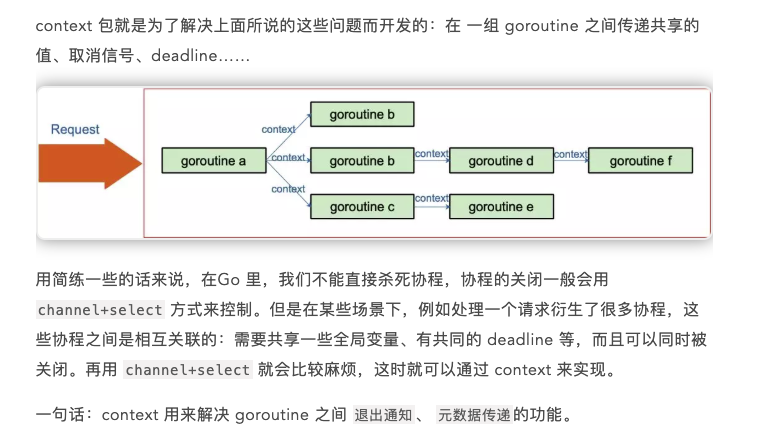 context 包就是为了解决上面所说的这些问题而开发的：在 一组 goroutine 之间传递共享的
值、取消信号、deadline……
Request
goroutine b
context
goroutine a
context
goroutine b
context
goroutine d
context
goroutine f
context
goroutine c
context
goroutine e
用简练一些的话来说，在Go 里，我们不能直接杀死协程，协程的关闭一般会用
channel+select 方式来控制。但是在某些场景下，例如处理一个请求衍生了很多协程，这
些协程之间是相互关联的：需要共享一些全局变量、有共同的 deadline 等，而且可以同时被
关闭。再用 channel+select 就会比较麻烦，这时就可以通过 context 来实现。
一句话：context 用来解决 goroutine 之间 退出通知、 元数据传递的功能。